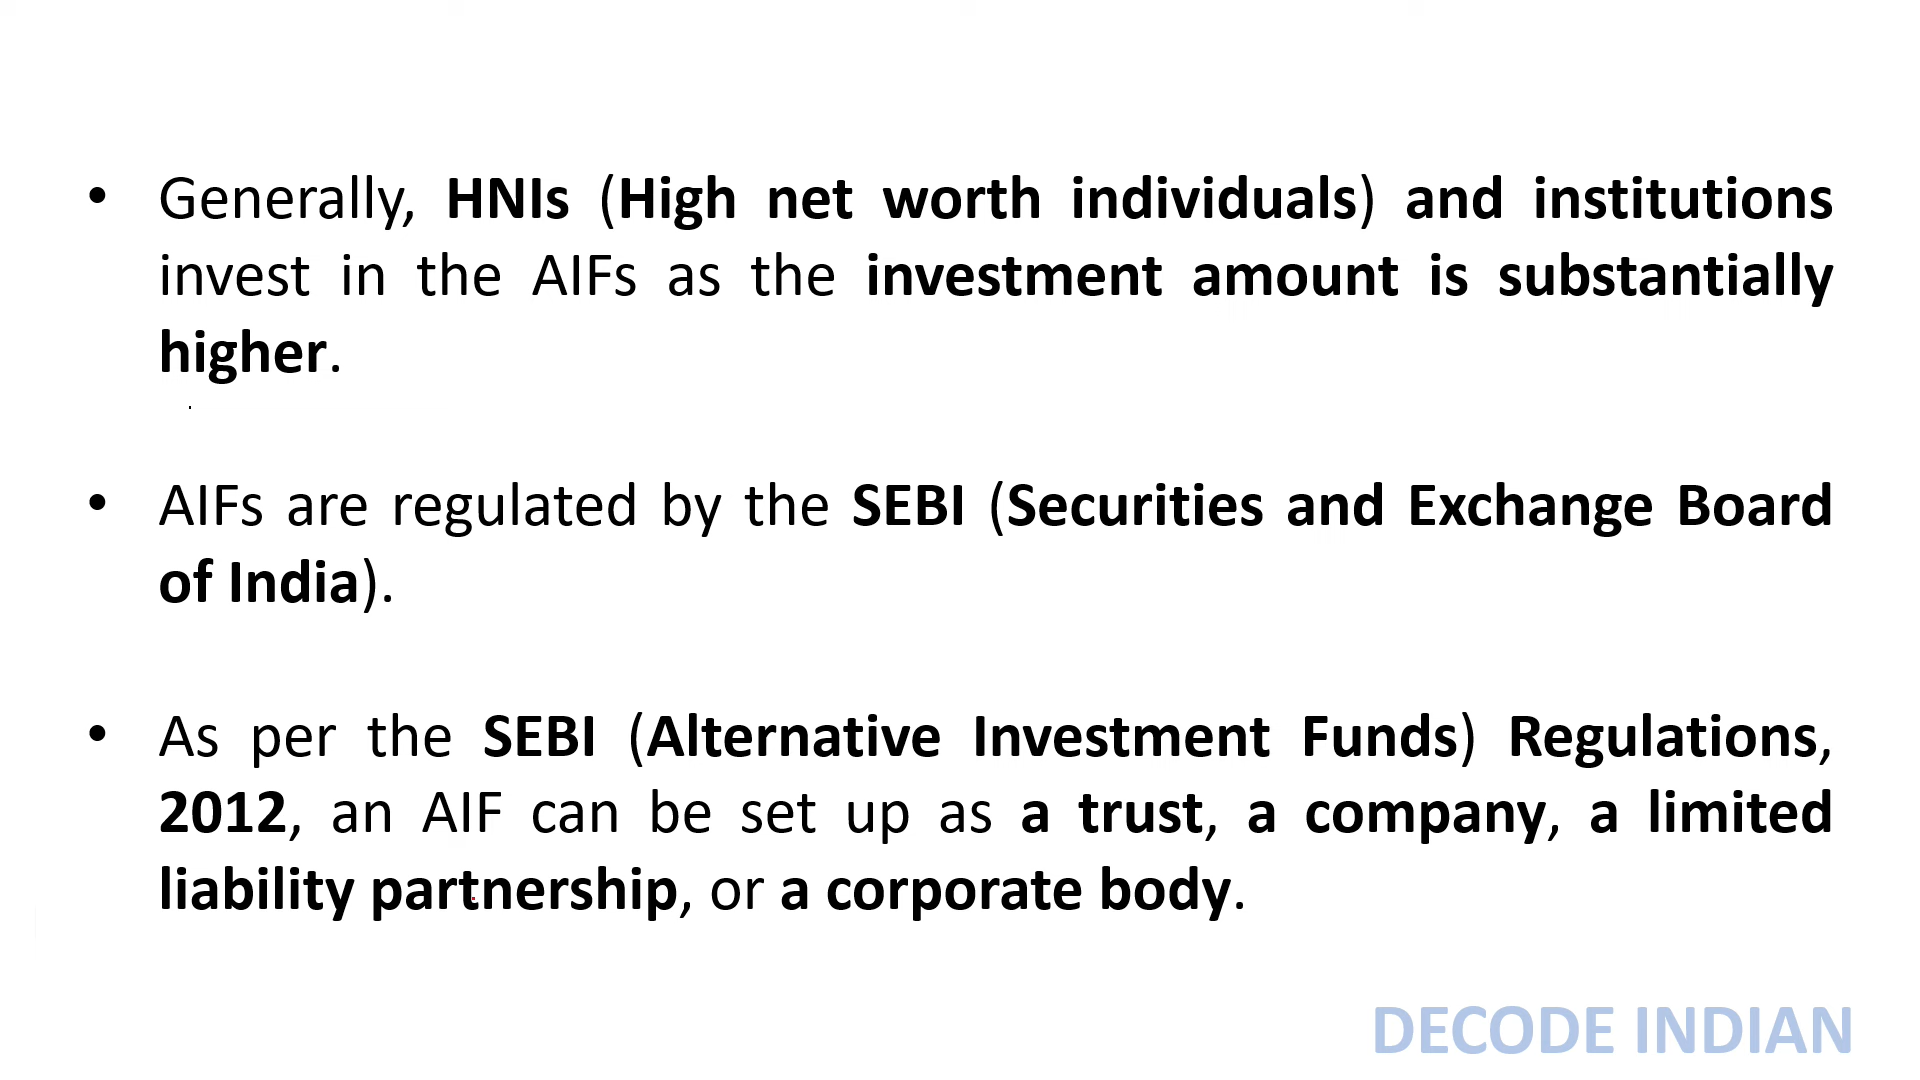 • Generally, HNIs (High net worth individuals) and institutions
invest in the AIFs as the investment amount is substantially
higher.
• AIFs are regulated by the SEBI (Securities and Exchange Board
of India).
• As per the SEBI (Alternative Investment Funds) Regulations,
2012, an AIF can be set up as a trust, a company, a limited
liability partnership, or a corporate body.
DECODE INDIAN